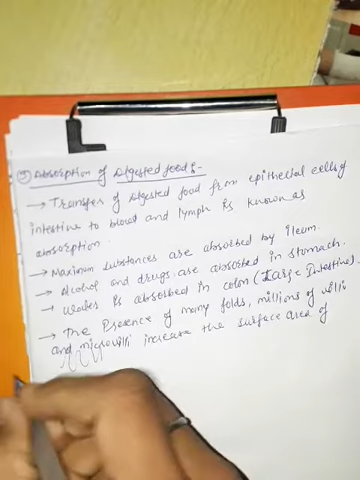 ③ Absorption of Digested food :-
→ Transfer of digested food from epithelial cells of
intestine to blood and lymph is known as
absorption.
→ Maximum substances are absorbed by ileum.
→ Alcohol and drugs are absorbed in stomach.
→ Water is absorbed in colon (Large Intestine).
→ The Presence of many folds, millions of villi
and microvilli increase the surface area of